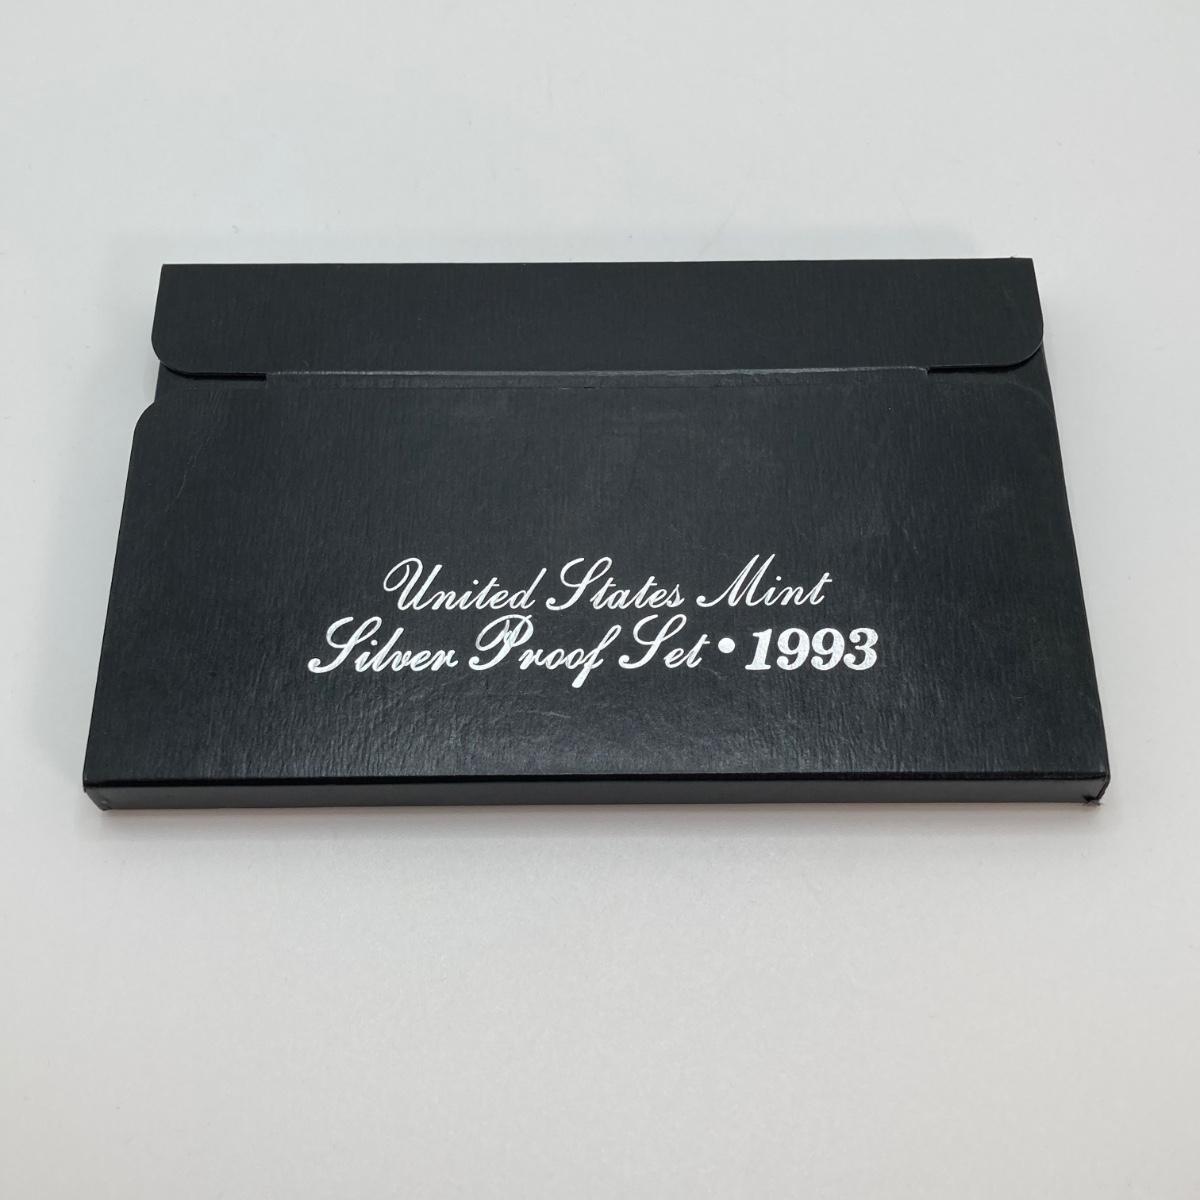 United States Mint
Silver Proof Set • 1993